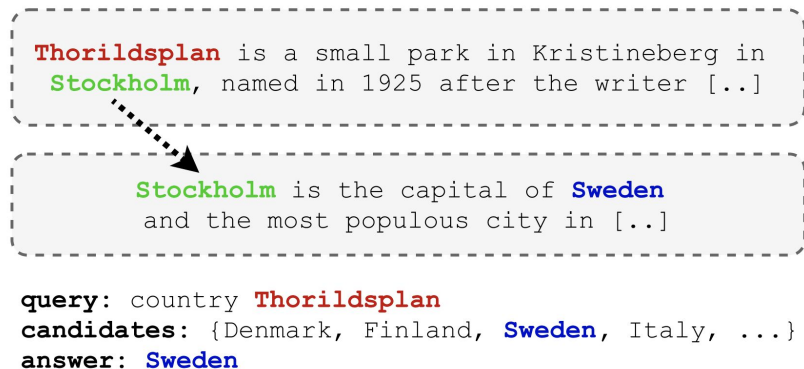 Thorildsplan is a small park in Kristineberg in
Stockholm, named in 1925 after the writer [..]
Stockholm is the capital of Sweden
and the most populous city in [..]
query: country Thorildsplan
candidates: {Denmark, Finland, Sweden, Italy, ...}
answer: Sweden